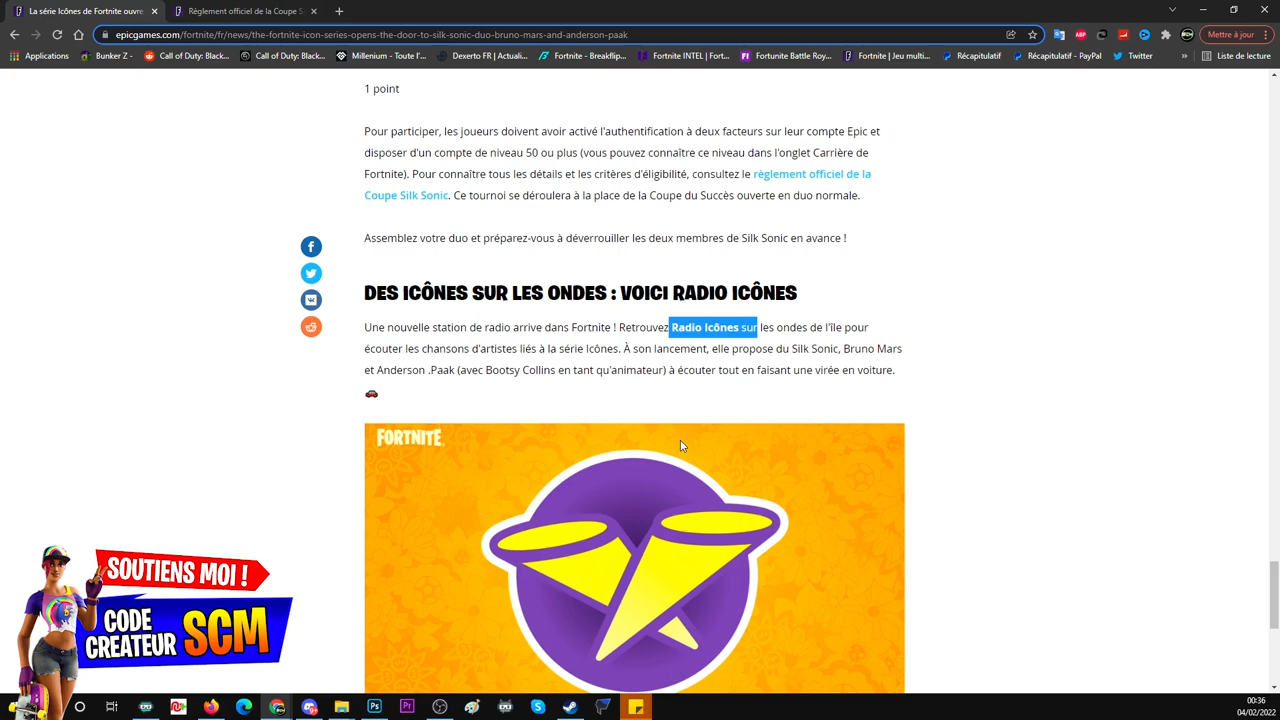 La série Icônes de Fortnite ouvre
Règlement officiel de la Coupe S
epicgames.com/fortnite/fr/news/the-fortnite-icon-series-opens-the-door-to-silk-sonic-duo-bruno-mars-and-anderson-paak
Mettre à jour
Applications
Bunker Z -
Call of Duty: Black...
Call of Duty: Black...
Millenium - Toute l'...
Dexerto FR | Actuali...
Fortnite - Breakflip...
Fortnite INTEL | Fort...
Fortunite Battle Roy...
Fortnite | Jeu multi...
Récapitulatif
Récapitulatif - PayPal
Twitter
»
Liste de lecture
1 point
Pour participer, les joueurs doivent avoir activé l'authentification à deux facteurs sur leur compte Epic et
disposer d'un compte de niveau 50 ou plus (vous pouvez connaître ce niveau dans l'onglet Carrière de
Fortnite). Pour connaître tous les détails et les critères d'éligibilité, consultez le règlement officiel de la
Coupe Silk Sonic. Ce tournoi se déroulera à la place de la Coupe du Succès ouverte en duo normale.
Assemblez votre duo et préparez-vous à déverrouiller les deux membres de Silk Sonic en avance !
DES ICÔNES SUR LES ONDES : VOICI RADIO ICÔNES
Une nouvelle station de radio arrive dans Fortnite ! Retrouvez Radio Icônes sur les ondes de l'île pour
écouter les chansons d'artistes liés à la série Icônes. À son lancement, elle propose du Silk Sonic, Bruno Mars
et Anderson .Paak (avec Bootsy Collins en tant qu'animateur) à écouter tout en faisant une virée en voiture.
FORTNITE
SOUTIENS MOI !
CODE
CREATEUR SCM
00:36
04/02/2022